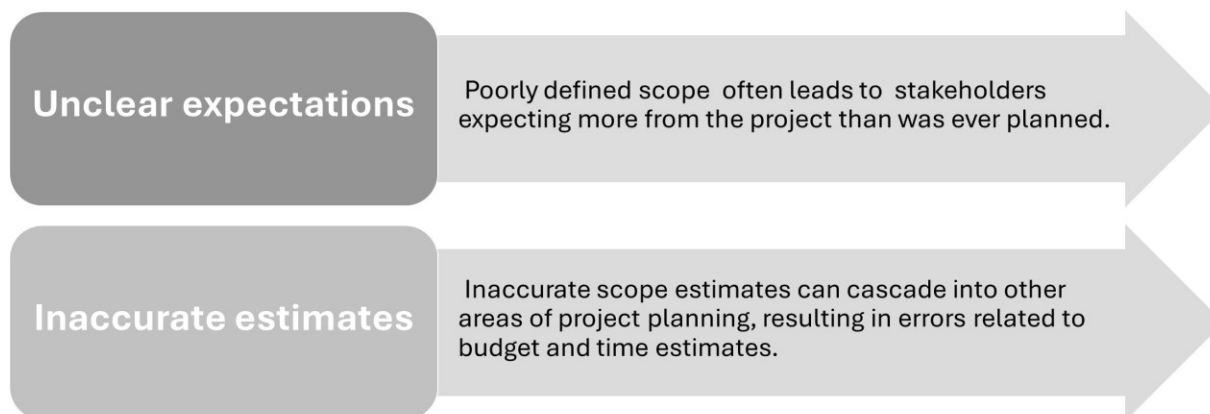 Unclear expectations
Poorly defined scope often leads to stakeholders
expecting more from the project than was ever planned.
Inaccurate estimates
Inaccurate scope estimates can cascade into other
areas of project planning, resulting in errors related to
budget and time estimates.